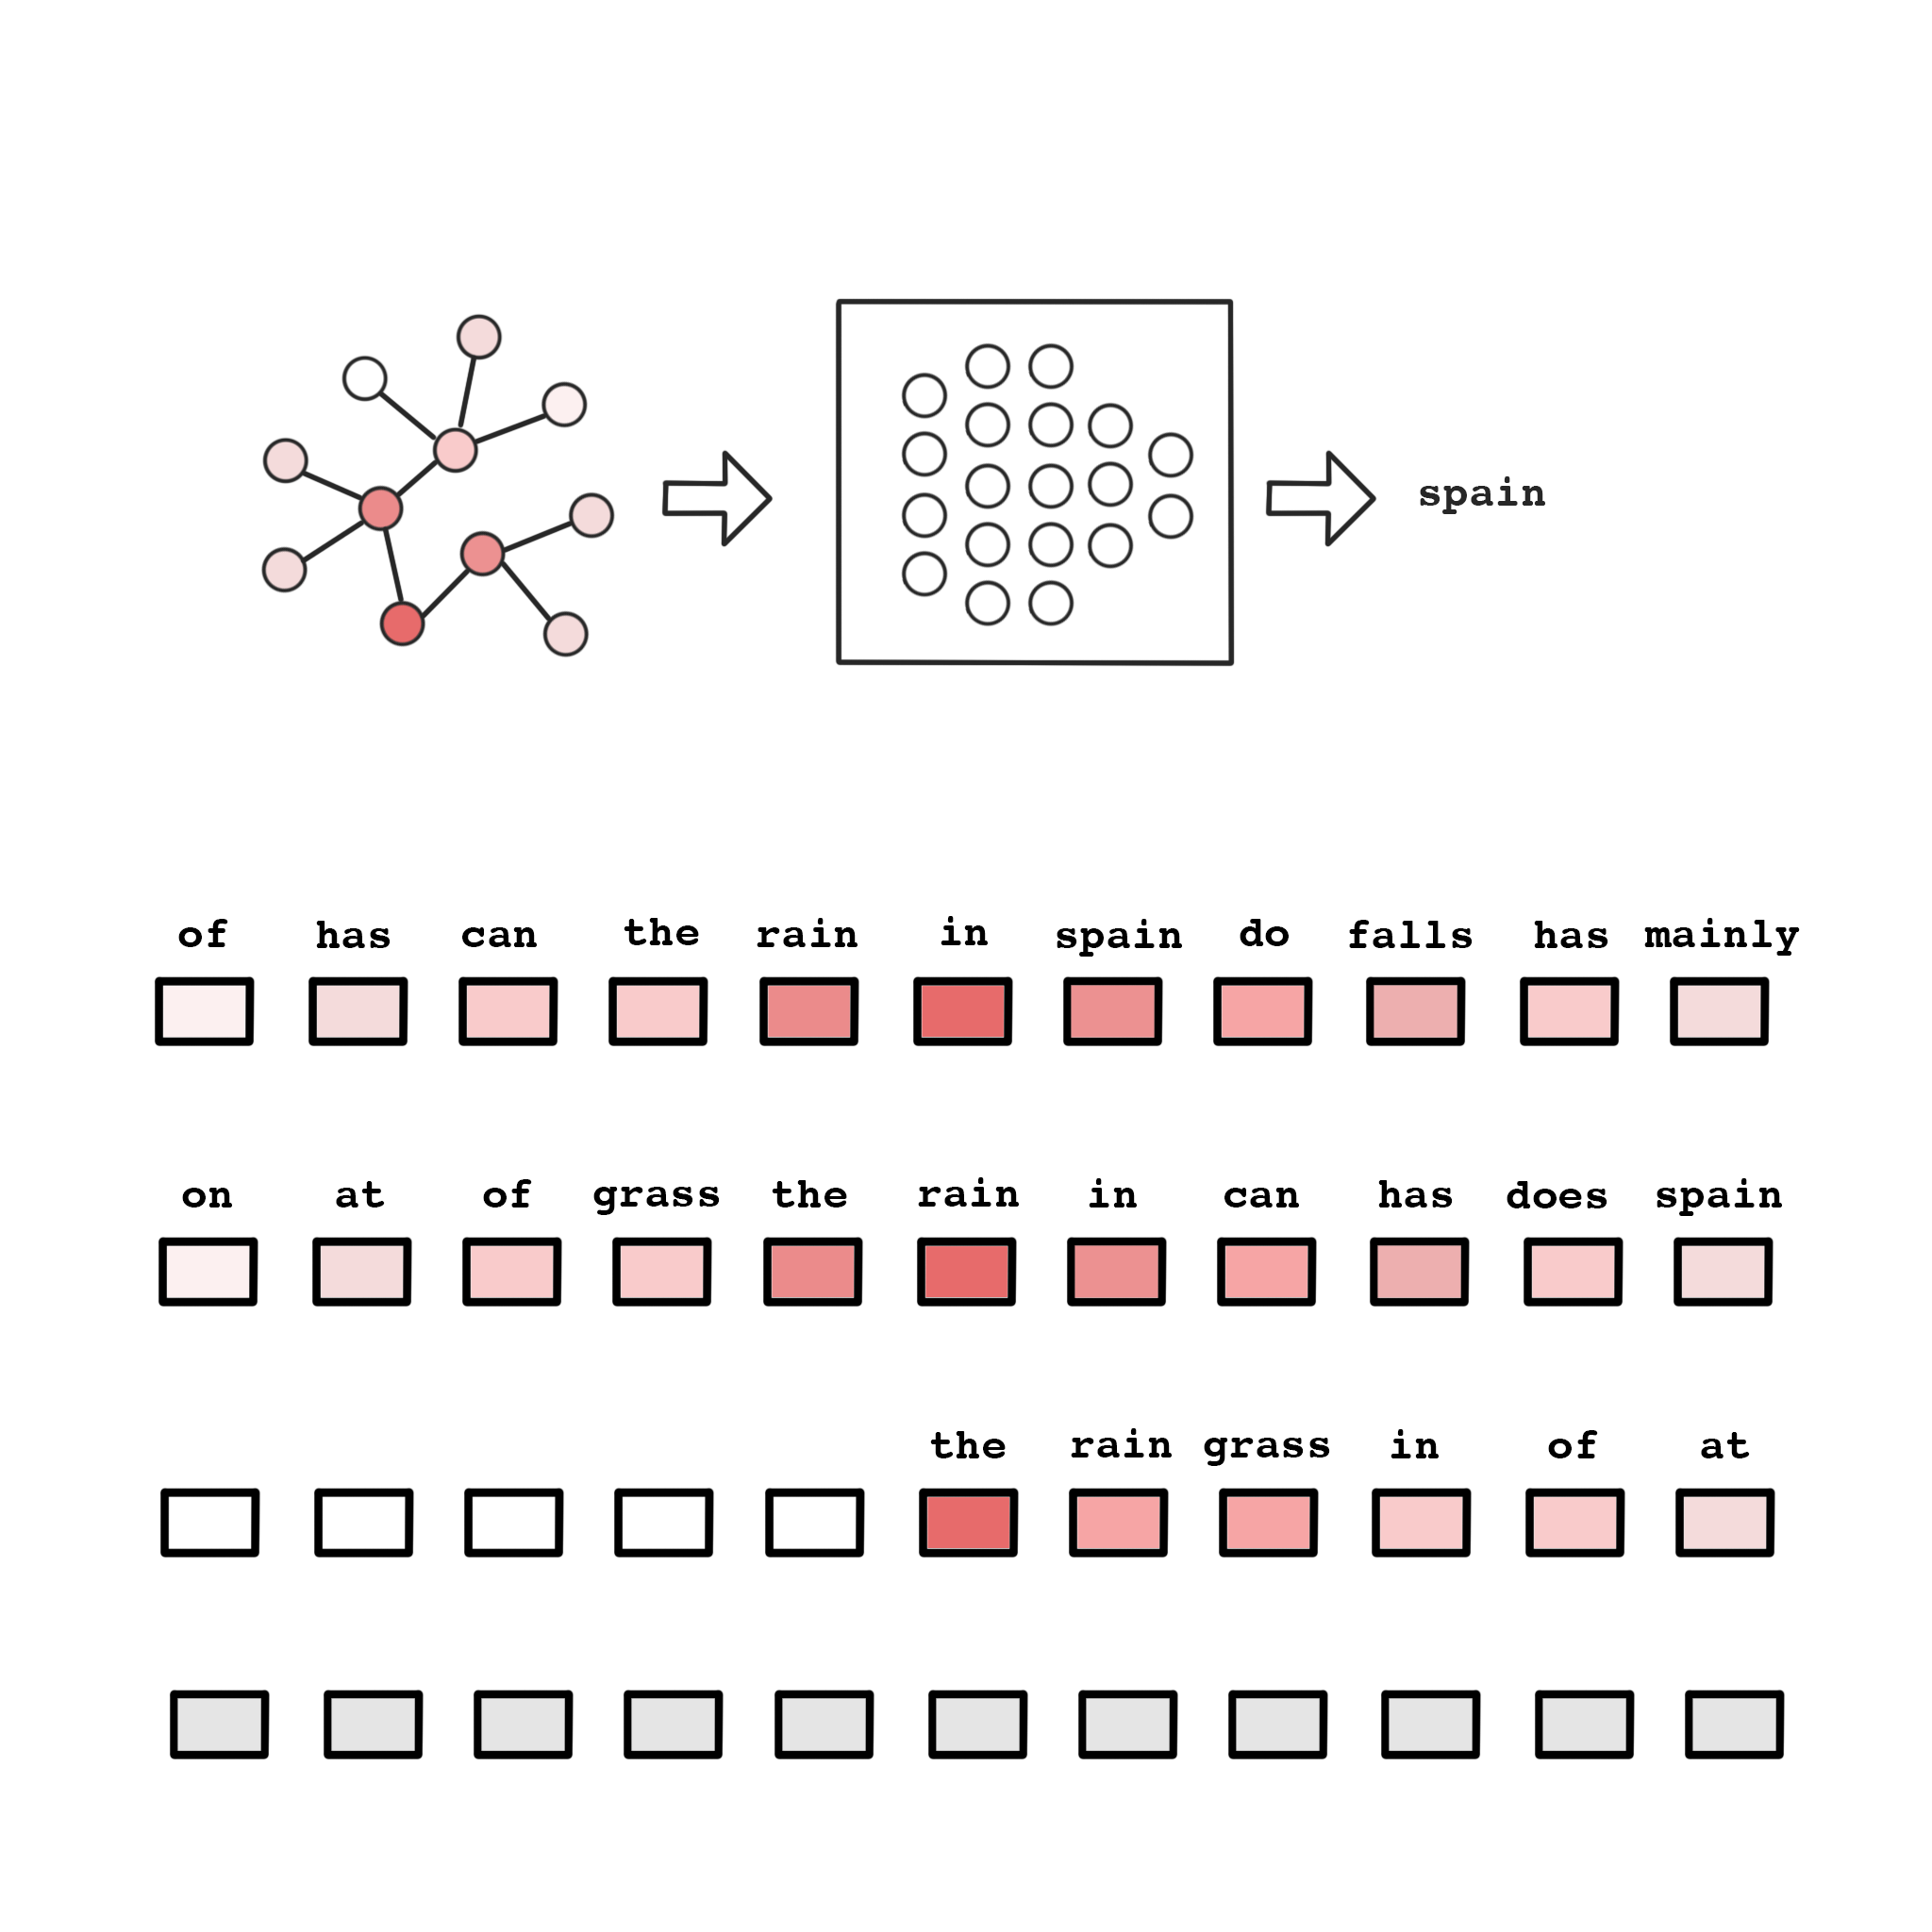 spain
of has can the rain in spain do falls has mainly
on at of grass the rain in can has does spain
the rain grass in of at